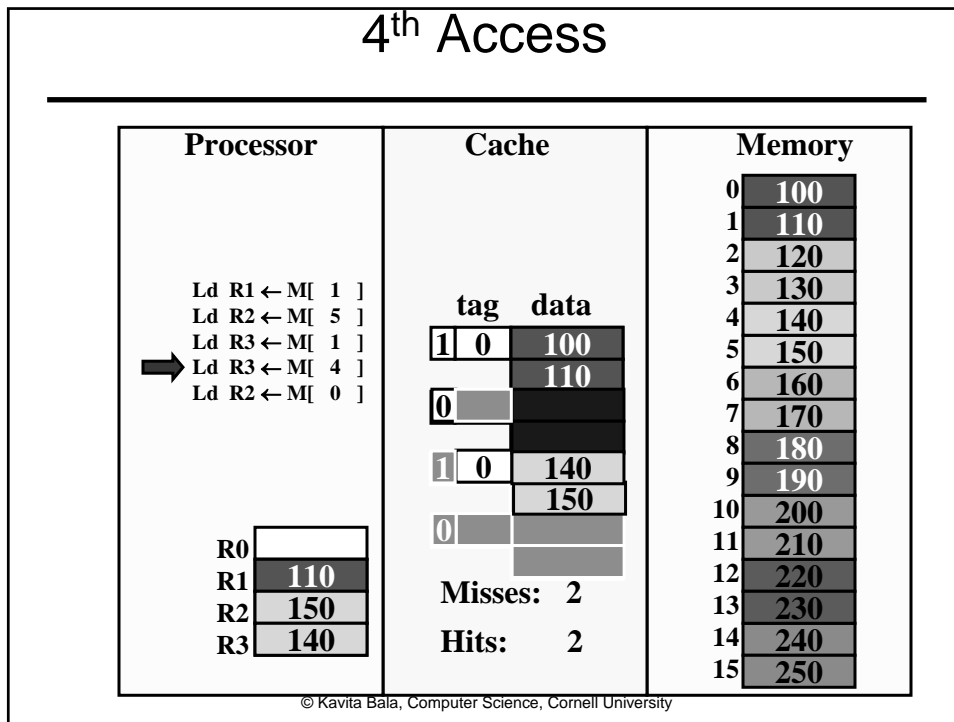 4th Access
Processor
Cache
Memory
Ld R1 ← M[ 1 ]
Ld R2 ← M[ 5 ]
Ld R3 ← M[ 1 ]
Ld R3 ← M[ 4 ]
Ld R2 ← M[ 0 ]
R0
R1 110
R2 150
R3 140
tag data
1 0 100
110
0
1 0 140
150
0
Misses: 2
Hits: 2
0 100
1 110
2 120
3 130
4 140
5 150
6 160
7 170
8 180
9 190
10 200
11 210
12 220
13 230
14 240
15 250
© Kavita Bala, Computer Science, Cornell University